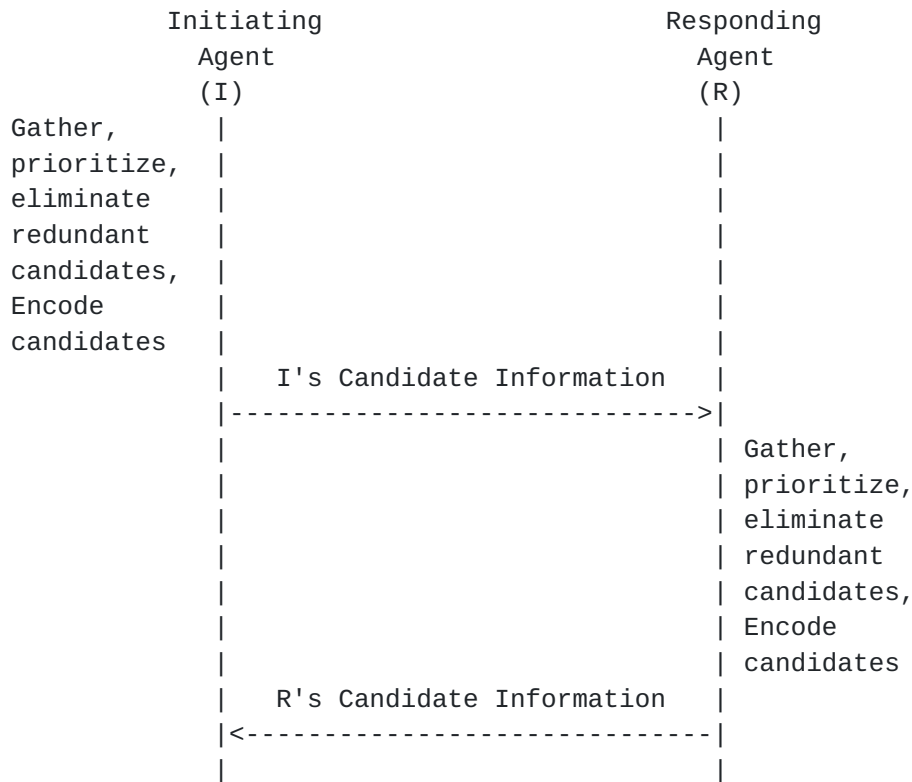 Initiating Responding
Agent Agent
(I) (R)
Gather,
prioritize,
eliminate
redundant
candidates,
Encode
candidates
I's Candidate Information
Gather,
prioritize,
eliminate
redundant
candidates,
Encode
candidates
R's Candidate Information